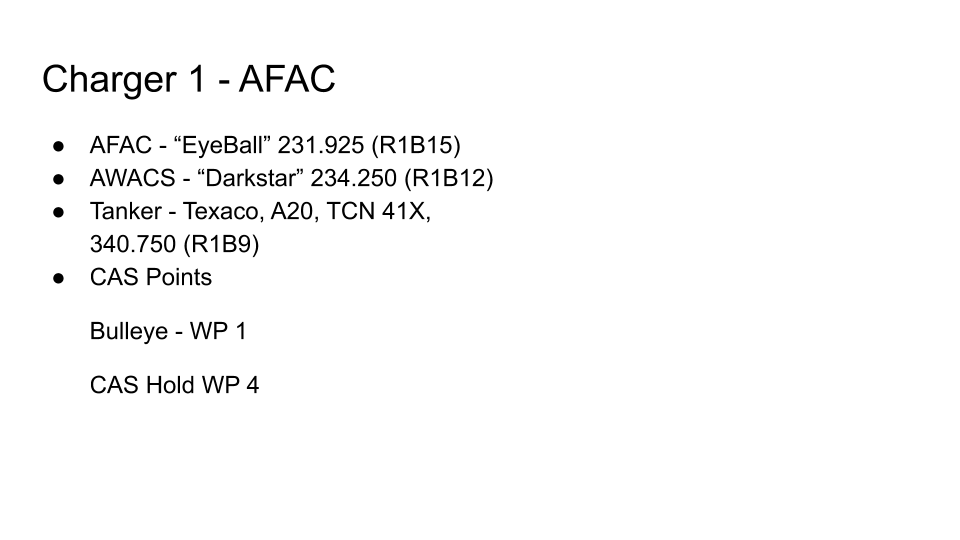 Charger 1 - AFAC
● AFAC - “EyeBall” 231.925 (R1B15)
● AWACS - “Darkstar” 234.250 (R1B12)
● Tanker - Texaco, A20, TCN 41X,
340.750 (R1B9)
● CAS Points
Bulleye - WP 1
CAS Hold WP 4